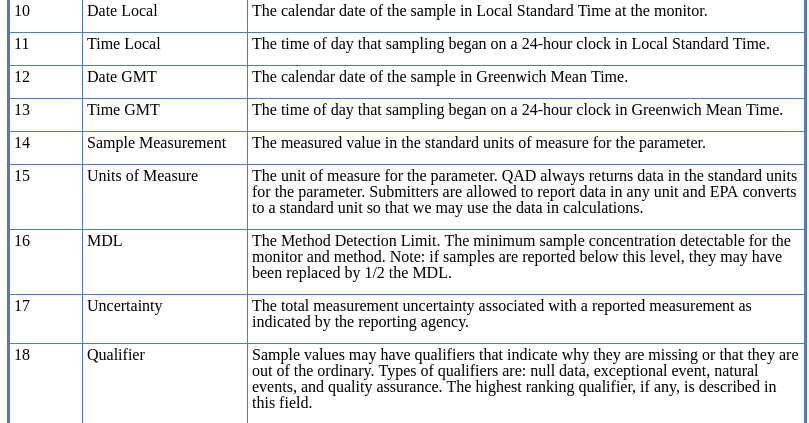 10 Date Local The calendar date of the sample in Local Standard Time at the monitor.
11 Time Local The time of day that sampling began on a 24-hour clock in Local Standard Time.
12 Date GMT The calendar date of the sample in Greenwich Mean Time.
13 Time GMT The time of day that sampling began on a 24-hour clock in Greenwich Mean Time.
14 Sample Measurement The measured value in the standard units of measure for the parameter.
15 Units of Measure The unit of measure for the parameter. QAD always returns data in the standard units
for the parameter. Submitters are allowed to report data in any unit and EPA converts
to a standard unit so that we may use the data in calculations.
16 MDL The Method Detection Limit. The minimum sample concentration detectable for the
monitor and method. Note: if samples are reported below this level, they may have
been replaced by 1/2 the MDL.
17 Uncertainty The total measurement uncertainty associated with a reported measurement as
indicated by the reporting agency.
18 Qualifier Sample values may have qualifiers that indicate why they are missing or that they are
out of the ordinary. Types of qualifiers are: null data, exceptional event, natural
events, and quality assurance. The highest ranking qualifier, if any, is described in
this field.